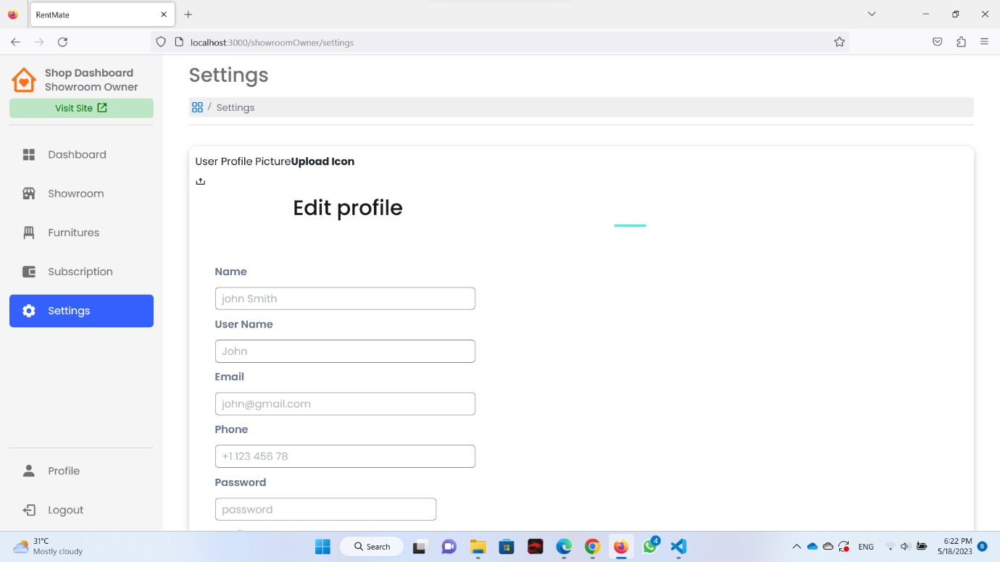 RentMate
localhost:3000/showroomOwner/settings
Shop Dashboard
Showroom Owner
Visit Site
Dashboard
Showroom
Furnitures
Subscription
Settings
Profile
Logout
Settings
/ Settings
User Profile PictureUpload Icon
Edit profile
Name
john Smith
User Name
John
Email
john@gmail.com
Phone
+1 123 456 78
Password
password
31°C
Mostly cloudy
Search
4
ENG
6:22 PM
5/18/2023
8